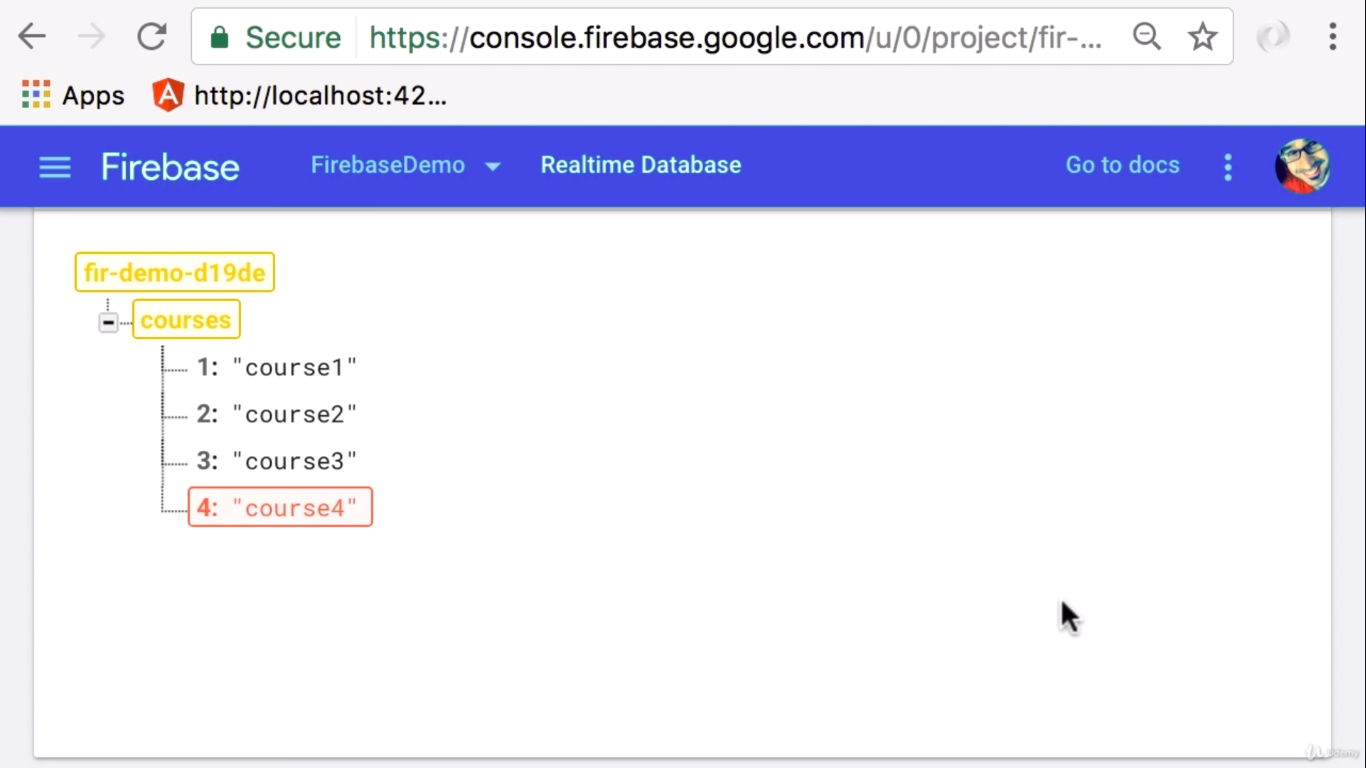 Secure https://console.firebase.google.com/u/0/project/fir-...
Apps http://localhost:42...
Firebase FirebaseDemo Realtime Database Go to docs
fir-demo-d19de
courses
1: "course1"
2: "course2"
3: "course3"
4: "course4"
Udemy